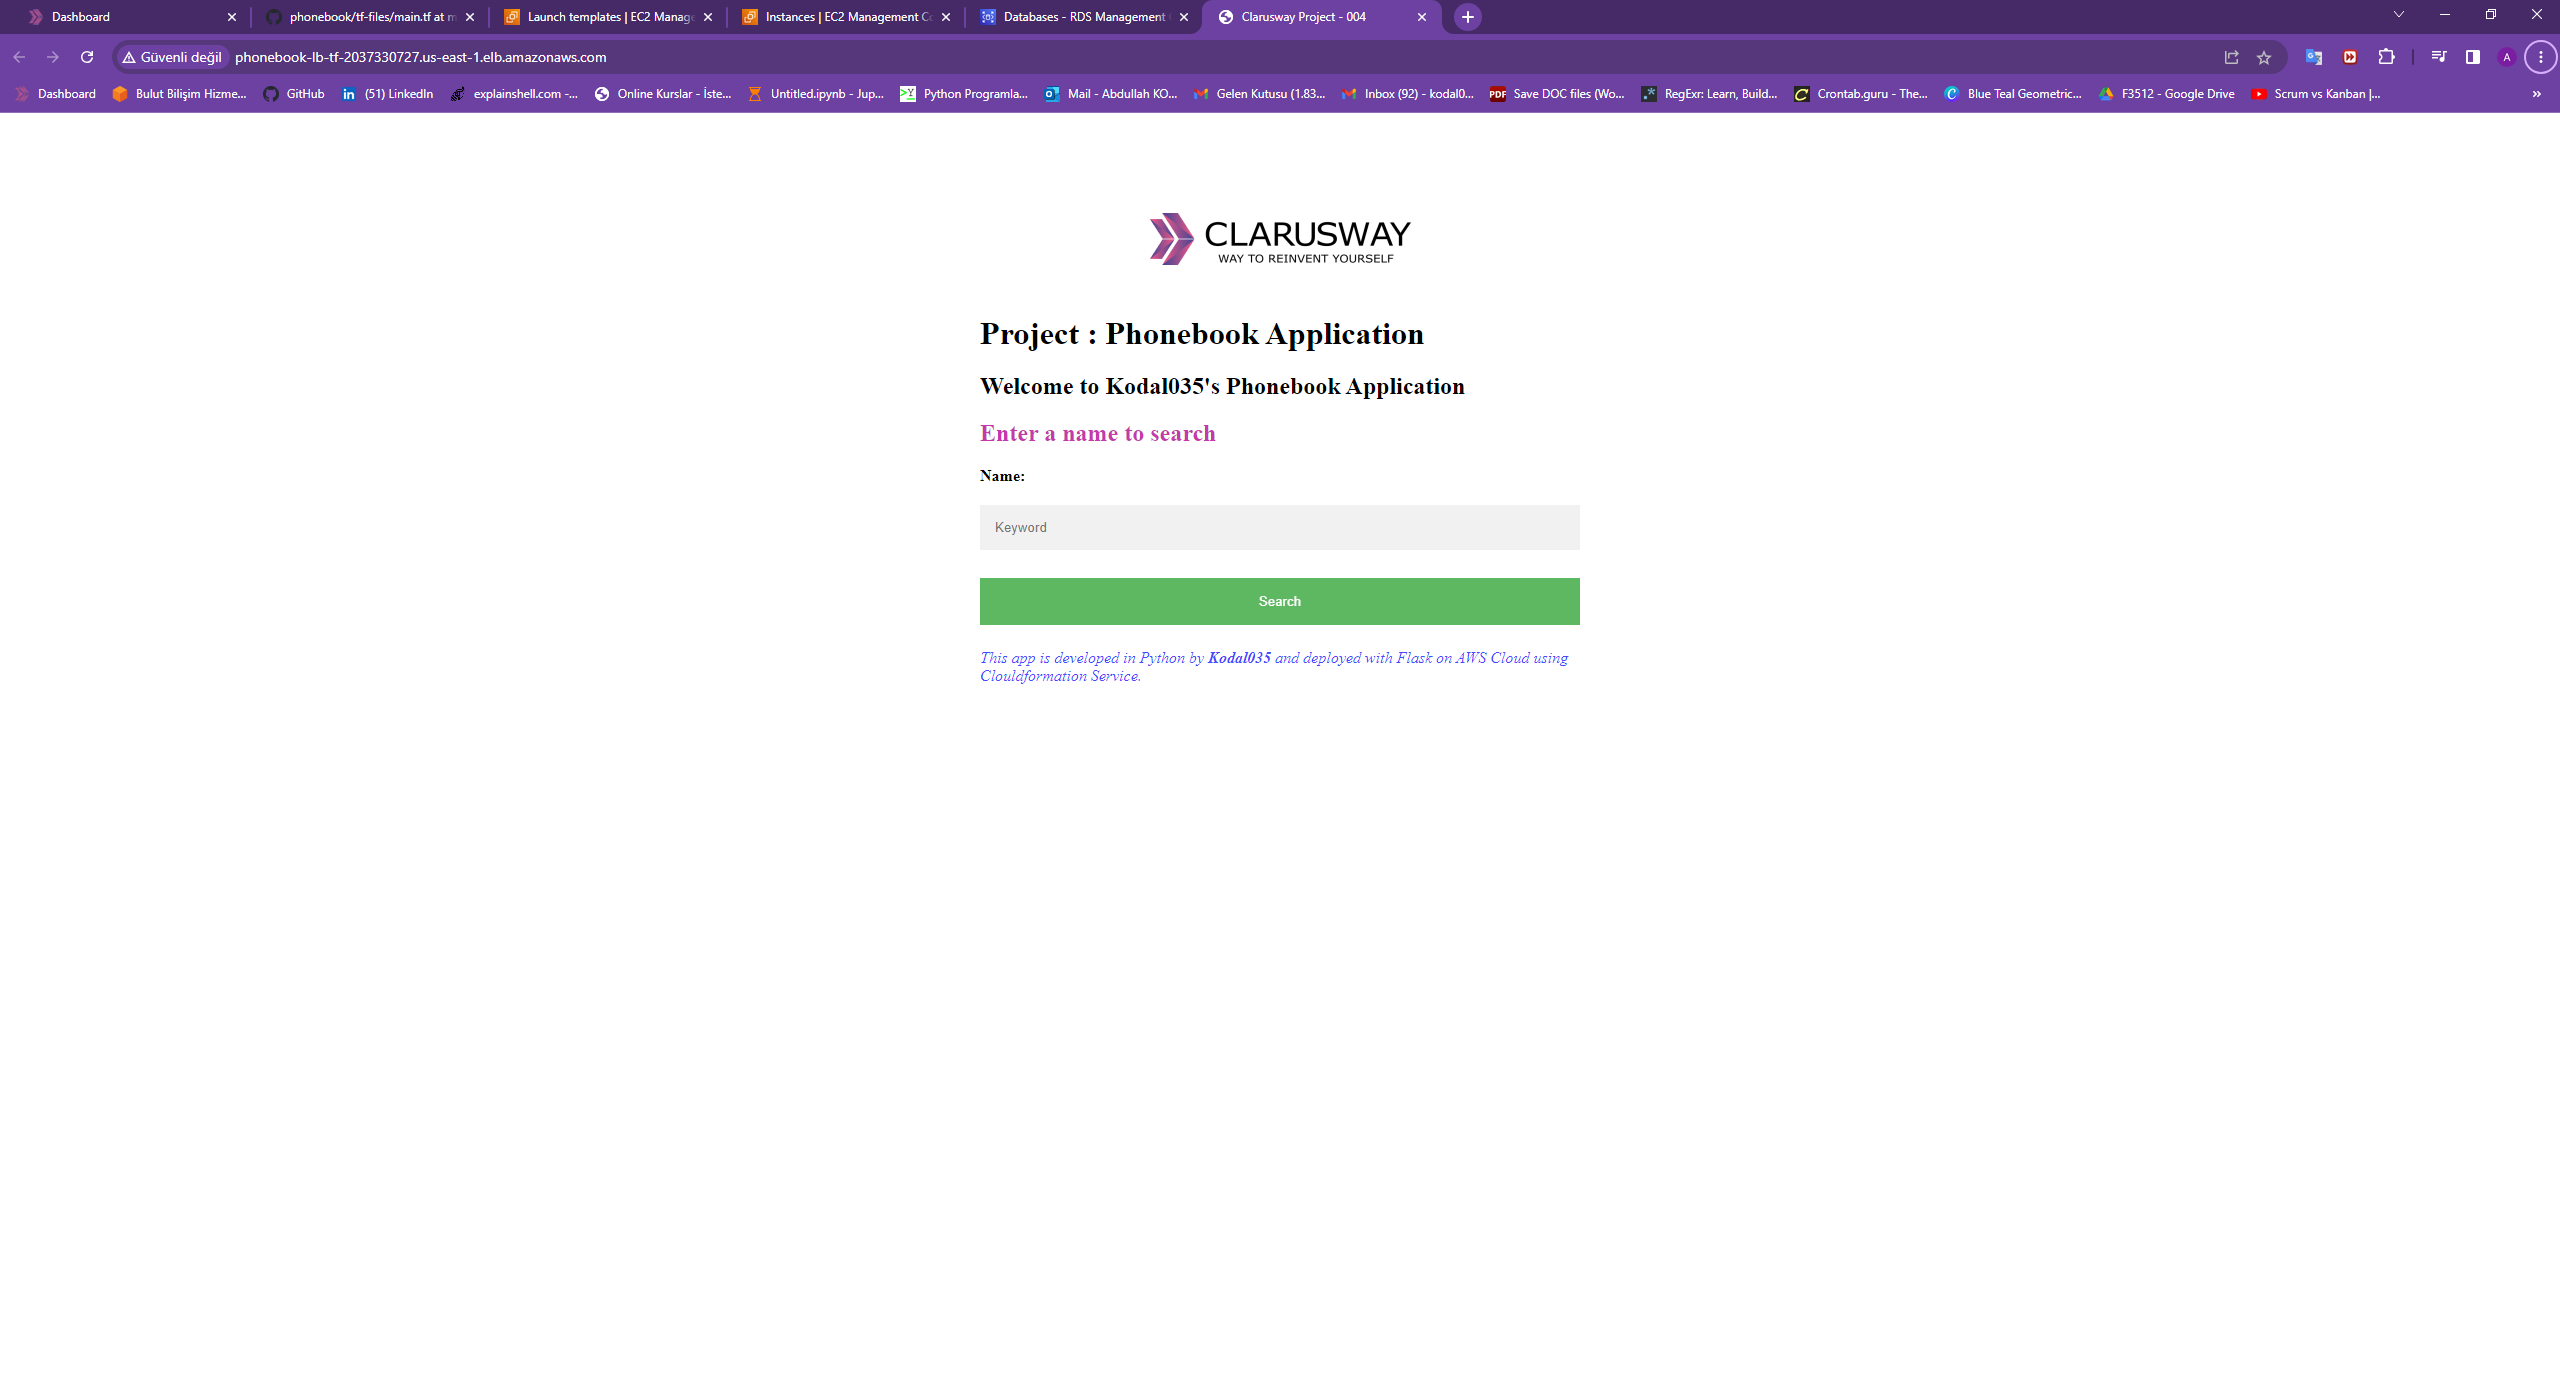 Dashboard
phonebook/tf-files/main.tf at m
Launch templates | EC2 Manage
Instances | EC2 Management Co
Databases - RDS Management
Clarusway Project - 004
Güvenli değil
phonebook-lb-tf-2037330727.us-east-1.elb.amazonaws.com
A
Dashboard
Bulut Bilişim Hizme...
GitHub
(51) LinkedIn
explainshell.com -...
Online Kurslar - İste...
Untitled.ipynb - Jup...
Python Programla...
Mail - Abdullah KO...
Gelen Kutusu (1.83...
Inbox (92) - kodal0...
PDF
Save DOC files (Wo...
RegExr: Learn, Build...
Crontab.guru - The...
Blue Teal Geometric...
F3512 - Google Drive
Scrum vs Kanban |...
»
CLARUSWAY
WAY TO REINVENT YOURSELF
Project : Phonebook Application
Welcome to Kodal035's Phonebook Application
Enter a name to search
Name:
Keyword
Search
This app is developed in Python by Kodal035 and deployed with Flask on AWS Cloud using
Clouldformation Service.